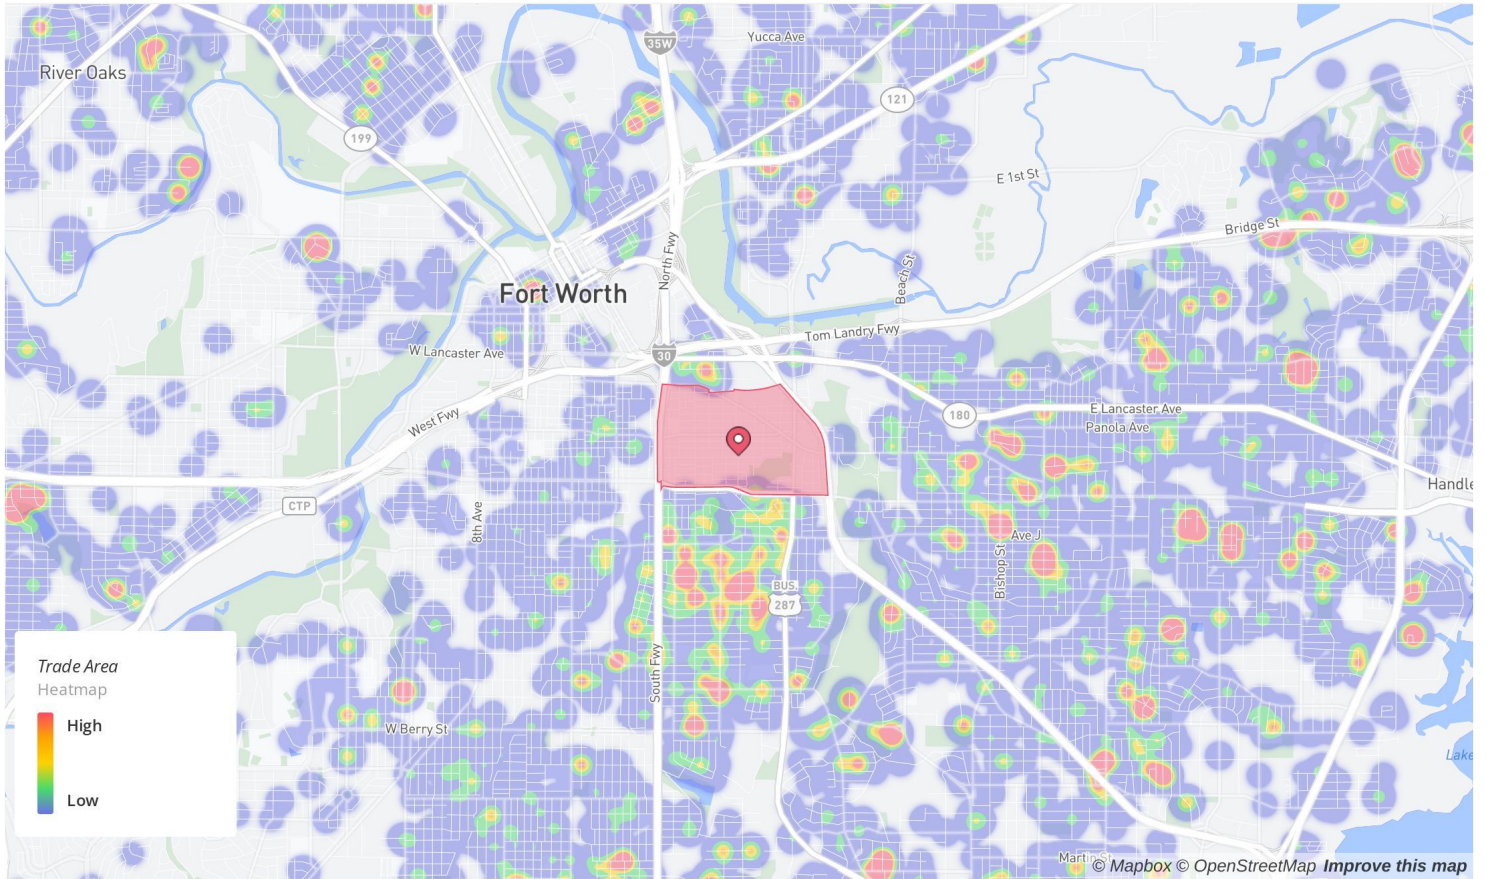 35W
Yucca Ave
River Oaks
121
199
E 1st St
Bridge St
North Fwy
Beach St
Fort Worth
Tom Landry Fwy
W Lancaster Ave
30
E Lancaster Ave
180
West Fwy
Panola Ave
Handle
CTP
8th Ave
Ave J
Bishop St
BUS.
287
South Fwy
Trade Area
Heatmap
High
Low
W Berry St
Lake
Martin St
© Mapbox © OpenStreetMap Improve this map